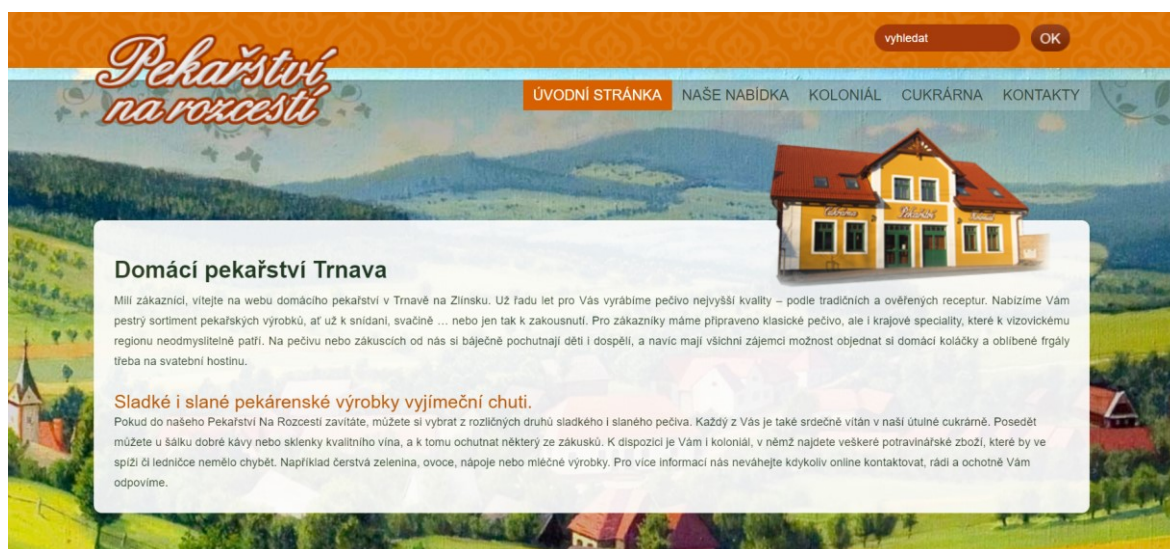 Pekařství
na rozcestí
vyhledat
OK
ÚVODNÍ STRÁNKA
NAŠE NABÍDKA
KOLONIÁL
CUKRÁRNA
KONTAKTY
Cukrárna
Pekařství
Koloniál
Domácí pekařství Trnava
Milí zákazníci, vítejte na webu domácího pekařství v Trnavě na Zlínsku. Už řadu let pro Vás vyrábíme pečivo nejvyšší kvality – podle tradičních a ověřených receptur. Nabízíme Vám
pestrý sortiment pekařských výrobků, ať už k snídani, svačině … nebo jen tak k zakousnutí. Pro zákazníky máme připraveno klasické pečivo, ale i krajové speciality, které k vizovickému
regionu neodmyslitelně patří. Na pečivu nebo zákuscích od nás si báječně pochutnají děti i dospělí, a navíc mají všichni zájemci možnost objednat si domácí koláčky a oblíbené frgály
třeba na svatební hostinu.
Sladké i slané pekárenské výrobky vyjímeční chuti.
Pokud do našeho Pekařství Na Rozcestí zavítáte, můžete si vybrat z rozličných druhů sladkého i slaného pečiva. Každý z Vás je také srdečně vítán v naší útulné cukrárně. Posedět
můžete u šálku dobré kávy nebo sklenky kvalitního vína, a k tomu ochutnat některý ze zákusků. K dispozici je Vám i koloniál, v němž najdete veškeré potravinářské zboží, které by ve
spíži či ledničce nemělo chybět. Například čerstvá zelenina, ovoce, nápoje nebo mléčné výrobky. Pro více informací nás neváhejte kdykoliv online kontaktovat, rádi a ochotně Vám
odpovíme.